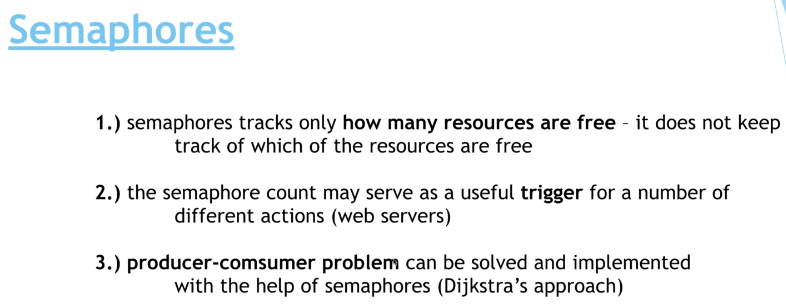 Semaphores
1.) semaphores tracks only how many resources are free – it does not keep
track of which of the resources are free
2.) the semaphore count may serve as a useful trigger for a number of
different actions (web servers)
3.) producer-comsumer problem can be solved and implemented
with the help of semaphores (Dijkstra's approach)